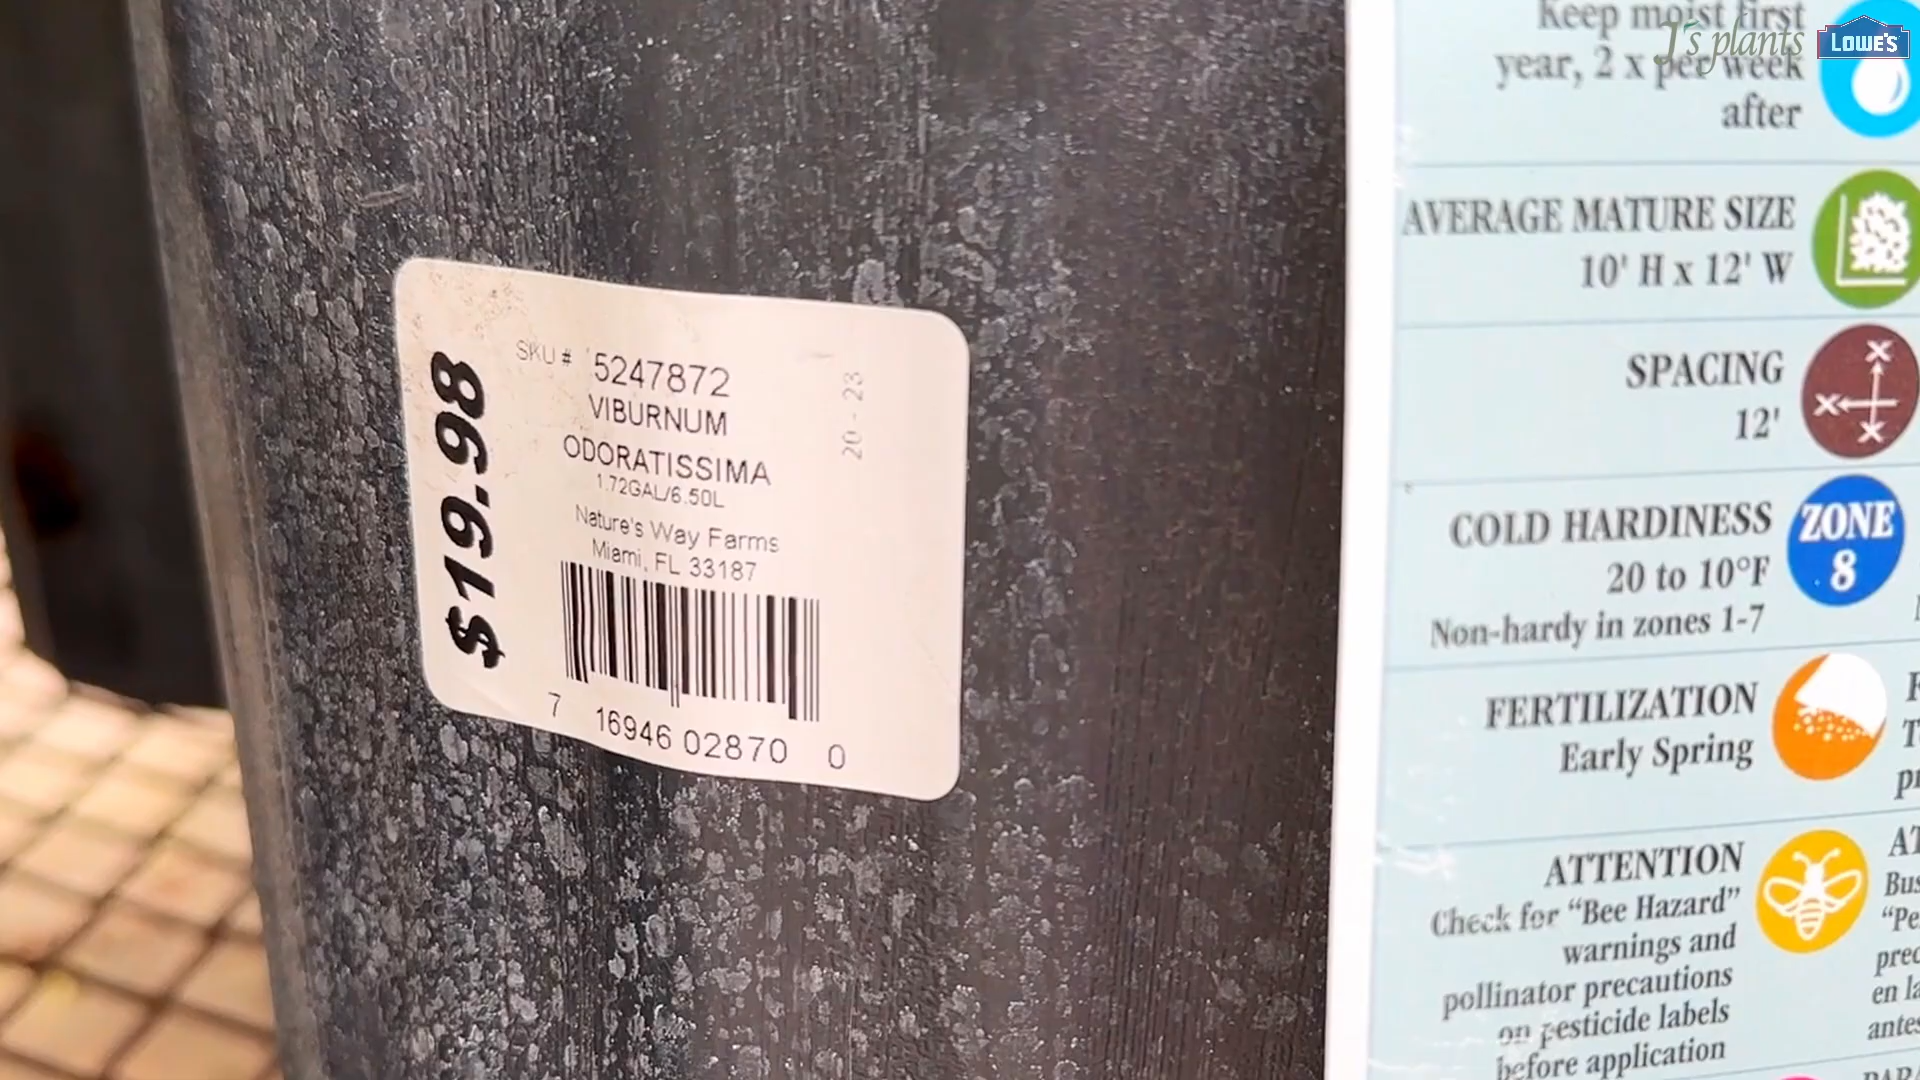 J's plants
LOWE'S
$19.98
SKU # 5247872
VIBURNUM
ODORATISSIMA
1.72GAL/6.50L
Nature's Way Farms
Miami, FL 33187
20 - 23
7 16946 02870 0
Keep moist first
year, 2 x per week
after
AVERAGE MATURE SIZE
10' H x 12' W
SPACING
12'
COLD HARDINESS
20 to 10°F
Non-hardy in zones 1-7
ZONE
8
FERTILIZATION
Early Spring
ATTENTION
Check for “Bee Hazard”
warnings and
pollinator precautions
on pesticide labels
before application